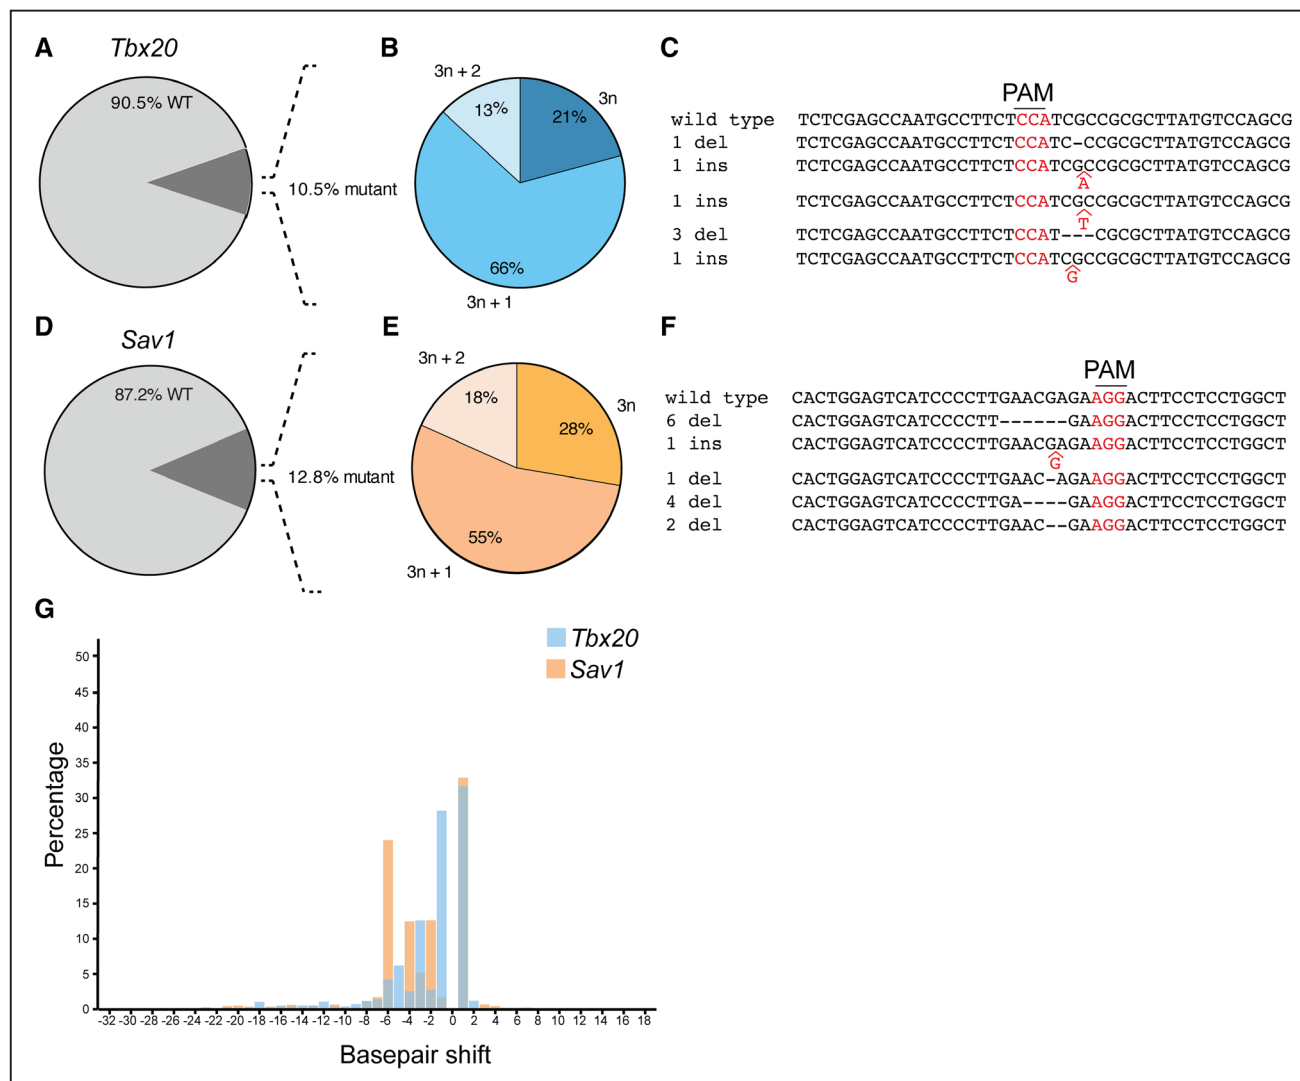 A
Tbx20
90.5% WT
10.5% mutant
B
3n + 2
13%
3n
21%
66%
3n + 1
C
PAM
wild type TCTCGAGCCAATGCCTTCTCCATCGCCGCGCTTATGTCCAGCG
1 del TCTCGAGCCAATGCCTTCTCCATC-CCGCGCTTATGTCCAGCG
1 ins TCTCGAGCCAATGCCTTCTCCATCGCCGCGCTTATGTCCAGCG
A
1 ins TCTCGAGCCAATGCCTTCTCCATCGCCGCGCTTATGTCCAGCG
T
3 del TCTCGAGCCAATGCCTTCTCCAT---CGCGCTTATGTCCAGCG
1 ins TCTCGAGCCAATGCCTTCTCCATCGCCGCGCTTATGTCCAGCG
G
D
Sav1
87.2% WT
12.8% mutant
E
3n + 2
18%
3n
28%
55%
3n + 1
F
PAM
wild type CACTGGAGTCATCCCCTTGAACGAGAAGGACTTCCTCCTGGCT
6 del CACTGGAGTCATCCCCTT------GAAGGACTTCCTCCTGGCT
1 ins CACTGGAGTCATCCCCTTGAACGAGAAGGACTTCCTCCTGGCT
G
1 del CACTGGAGTCATCCCCTTGAAC-AGAAGGACTTCCTCCTGGCT
4 del CACTGGAGTCATCCCCTTGA----GAAGGACTTCCTCCTGGCT
2 del CACTGGAGTCATCCCCTTGAAC--GAAGGACTTCCTCCTGGCT
G
Tbx20
Sav1
Percentage
50
45
40
35
30
25
20
15
10
5
0
-32 -30 -28 -26 -24 -22 -20 -18 -16 -14 -12 -10 -8 -6 -4 -2 0 2 4 6 8 10 12 14 16 18
Basepair shift